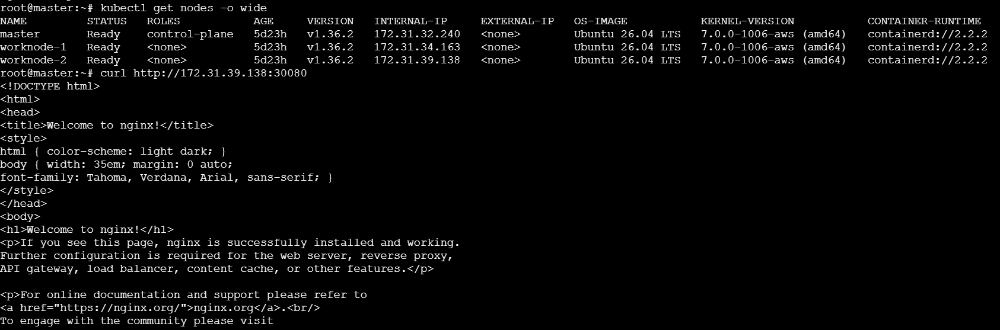 root@master:~# kubectl get nodes -o wide
NAME         STATUS   ROLES           AGE     VERSION   INTERNAL-IP     EXTERNAL-IP   OS-IMAGE           KERNEL-VERSION           CONTAINER-RUNTIME
master       Ready    control-plane   5d23h   v1.36.2   172.31.32.240   <none>        Ubuntu 26.04 LTS   7.0.0-1006-aws (amd64)   containerd://2.2.2
worknode-1   Ready    <none>          5d23h   v1.36.2   172.31.34.163   <none>        Ubuntu 26.04 LTS   7.0.0-1006-aws (amd64)   containerd://2.2.2
worknode-2   Ready    <none>          5d23h   v1.36.2   172.31.39.138   <none>        Ubuntu 26.04 LTS   7.0.0-1006-aws (amd64)   containerd://2.2.2
root@master:~# curl http://172.31.39.138:30080
<!DOCTYPE html>
<html>
<head>
<title>Welcome to nginx!</title>
<style>
html { color-scheme: light dark; }
body { width: 35em; margin: 0 auto;
font-family: Tahoma, Verdana, Arial, sans-serif; }
</style>
</head>
<body>
<h1>Welcome to nginx!</h1>
<p>If you see this page, nginx is successfully installed and working.
Further configuration is required for the web server, reverse proxy,
API gateway, load balancer, content cache, or other features.</p>

<p>For online documentation and support please refer to
<a href="https://nginx.org/">nginx.org</a>.<br/>
To engage with the community please visit